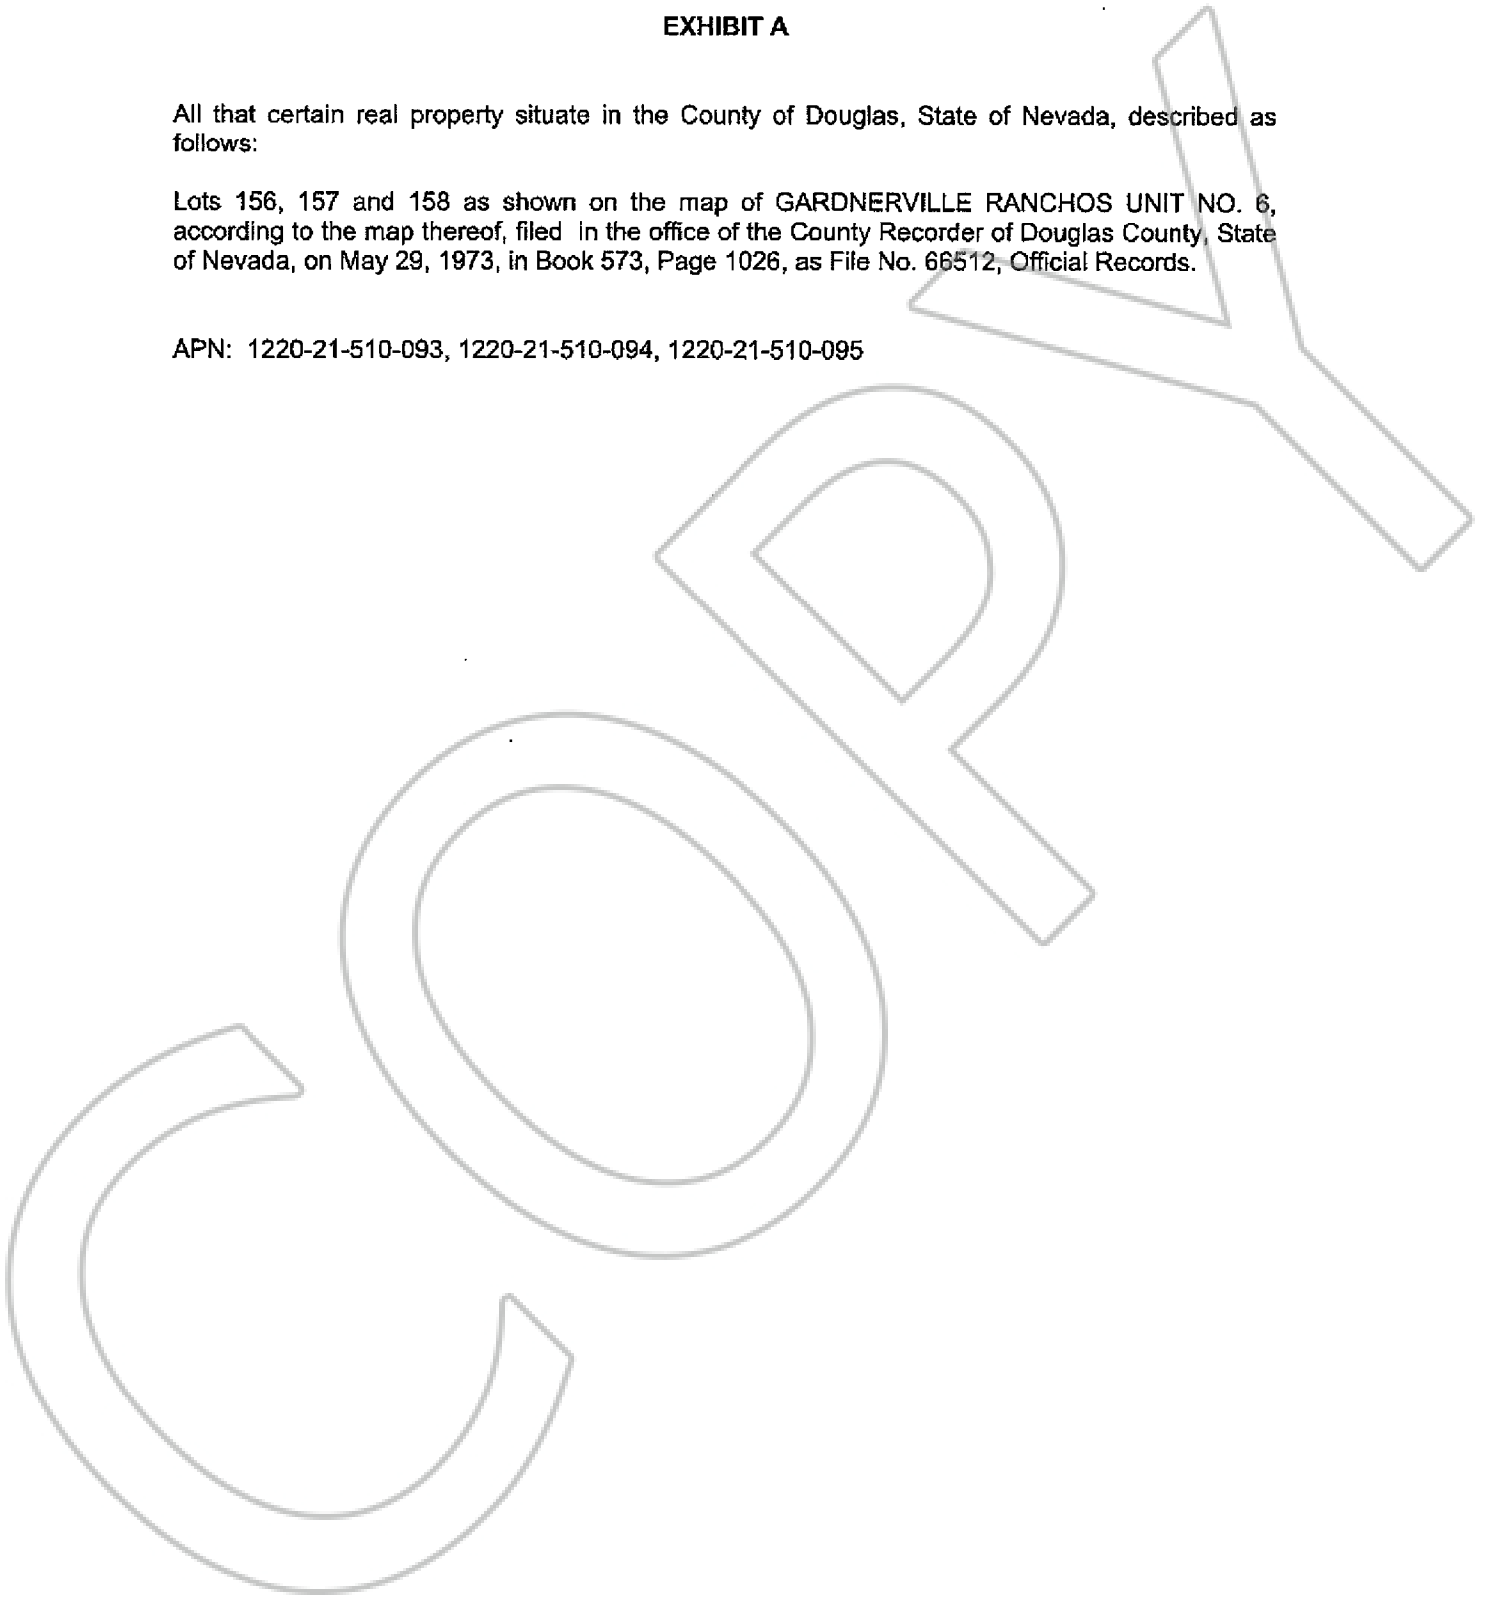 EXHIBIT A
All that certain real property situate in the County of Douglas, State of Nevada, described as
follows:
Lots 156, 157 and 158 as shown on the map of GARDNERVILLE RANCHOS UNIT NO. 6,
according to the map thereof, filed in the office of the County Recorder of Douglas County, State
of Nevada, on May 29, 1973, in Book 573, Page 1026, as File No. 66512, Official Records.
APN: 1220-21-510-093, 1220-21-510-094, 1220-21-510-095
COPY